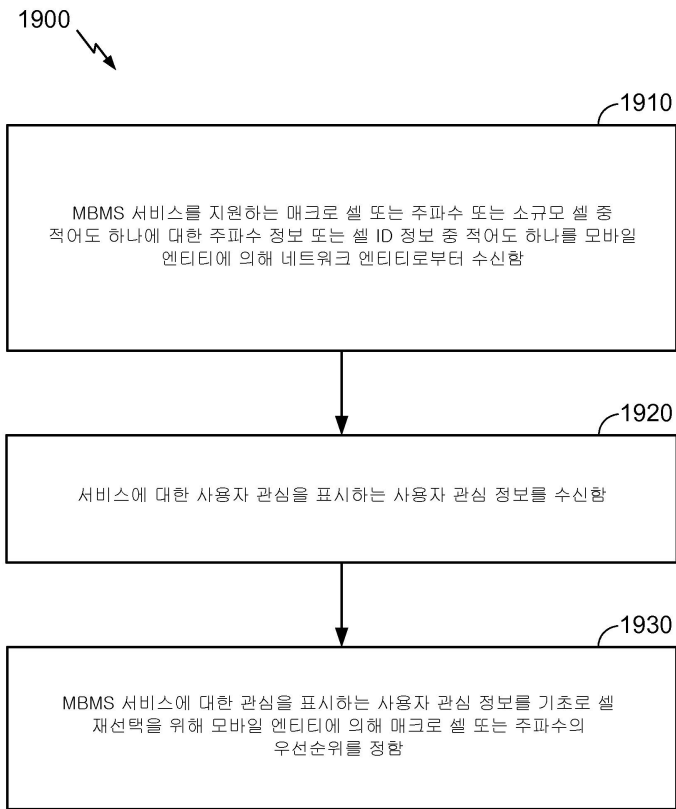 1900
1910
MBMS 서비스를 지원하는 매크로 셀 또는 주파수 또는 소규모 셀 중
적어도 하나에 대한 주파수 정보 또는 셀 ID 정보 중 적어도 하나를 모바일
엔티티에 의해 네트워크 엔티티로부터 수신함
1920
서비스에 대한 사용자 관심을 표시하는 사용자 관심 정보를 수신함
1930
MBMS 서비스에 대한 관심을 표시하는 사용자 관심 정보를 기초로 셀
재선택을 위해 모바일 엔티티에 의해 매크로 셀 또는 주파수의
우선순위를 정함